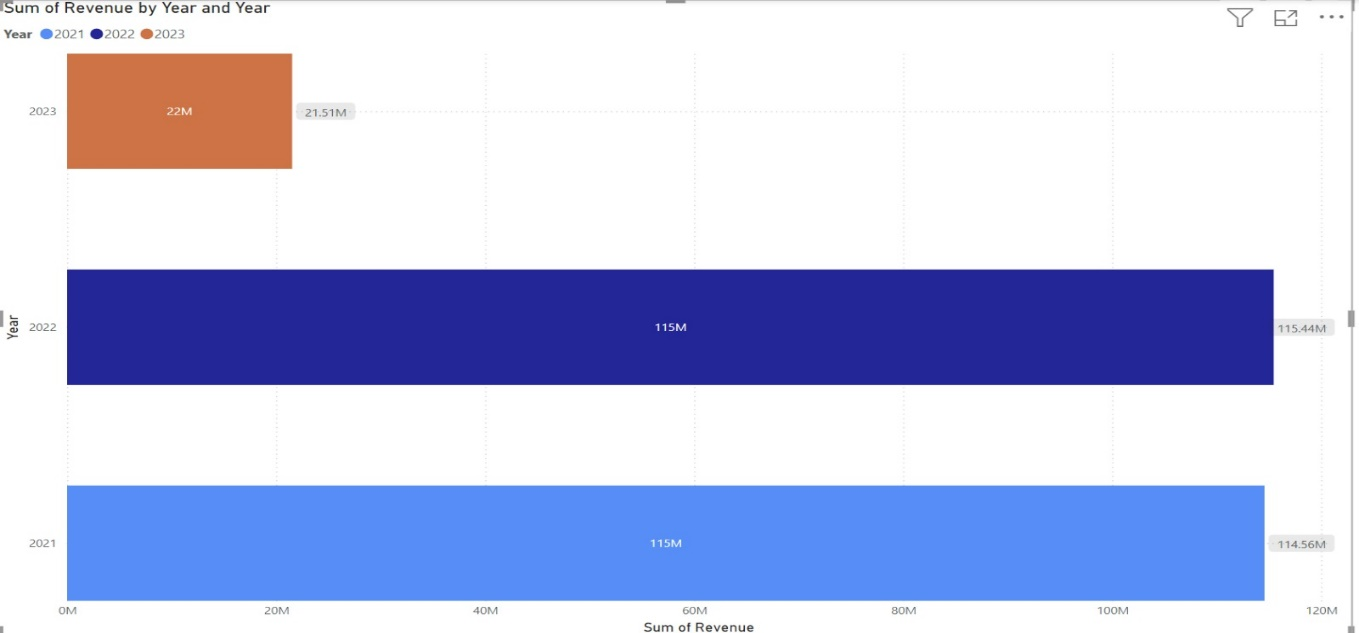 Sum of Revenue by Year and Year
Year 2021 2022 2023
2023 22M 21.51M
Year
2022 115M 115.44M
2021 115M 114.56M
0M 20M 40M 60M 80M 100M 120M
Sum of Revenue